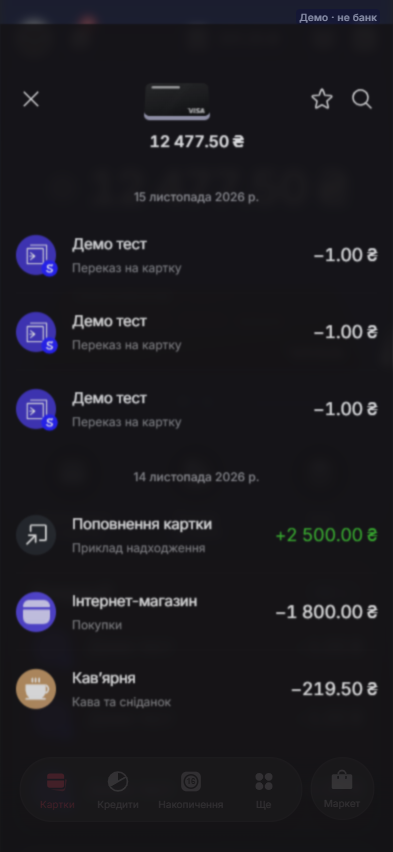 Демо · не банк
VISA
12 477.50 ₴
15 листопада 2026 р.
Демо тест
−1.00 ₴
Переказ на картку
Демо тест
−1.00 ₴
Переказ на картку
Демо тест
−1.00 ₴
Переказ на картку
14 листопада 2026 р.
Поповнення картки
+2 500.00 ₴
Приклад надходження
Інтернет-магазин
−1 800.00 ₴
Покупки
Кав’ярня
−219.50 ₴
Кава та сніданок
Картки
Кредити
Накопичення
Ще
Маркет